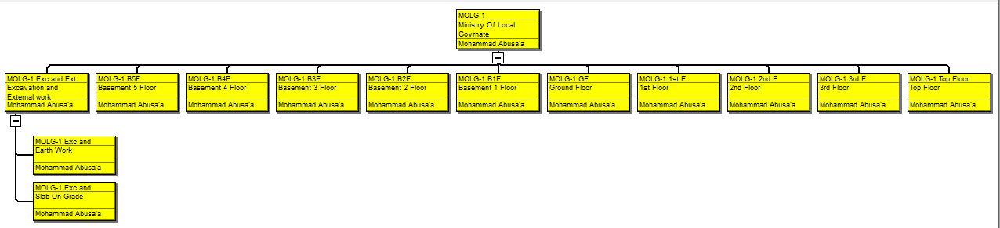 MOLG-1
Ministry Of Local
Govrnate
Mohammad Abusa'a
MOLG-1.Exc and Ext
Excavation and
External work
Mohammad Abusa'a
MOLG-1.B5F
Basement 5 Floor
Mohammad Abusa'a
MOLG-1.B4F
Basement 4 Floor
Mohammad Abusa'a
MOLG-1.B3F
Basement 3 Floor
Mohammad Abusa'a
MOLG-1.B2F
Basement 2 Floor
Mohammad Abusa'a
MOLG-1.B1F
Basement 1 Floor
Mohammad Abusa'a
MOLG-1.GF
Ground Floor
Mohammad Abusa'a
MOLG-1.1st F
1st Floor
Mohammad Abusa'a
MOLG-1.2nd F
2nd Floor
Mohammad Abusa'a
MOLG-1.3rd F
3rd Floor
Mohammad Abusa'a
MOLG-1.Top Floor
Top Floor
Mohammad Abusa'a
MOLG-1.Exc and
Earth Work
Mohammad Abusa'a
MOLG-1.Exc and
Slab On Grade
Mohammad Abusa'a